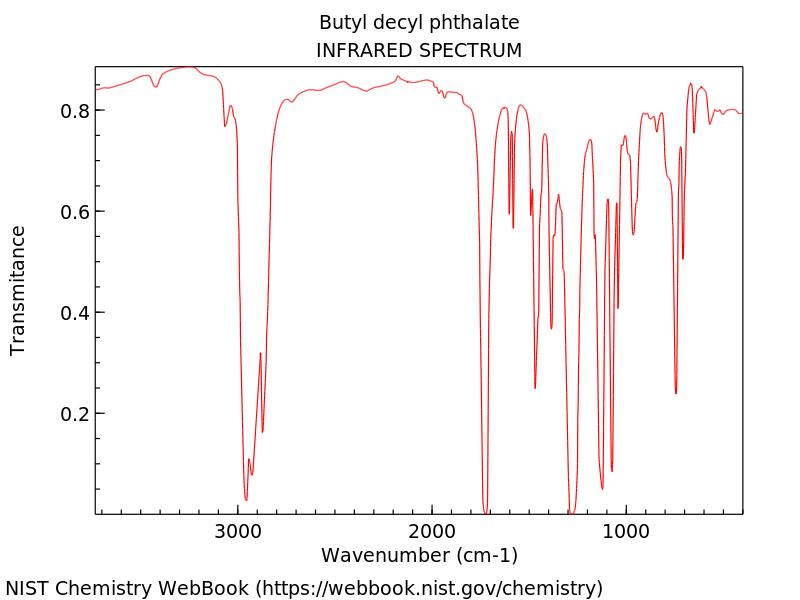 Butyl decyl phthalate
INFRARED SPECTRUM
Transmitance
0.8
0.6
0.4
0.2
3000
2000
1000
Wavenumber (cm-1)
NIST Chemistry WebBook (https://webbook.nist.gov/chemistry)